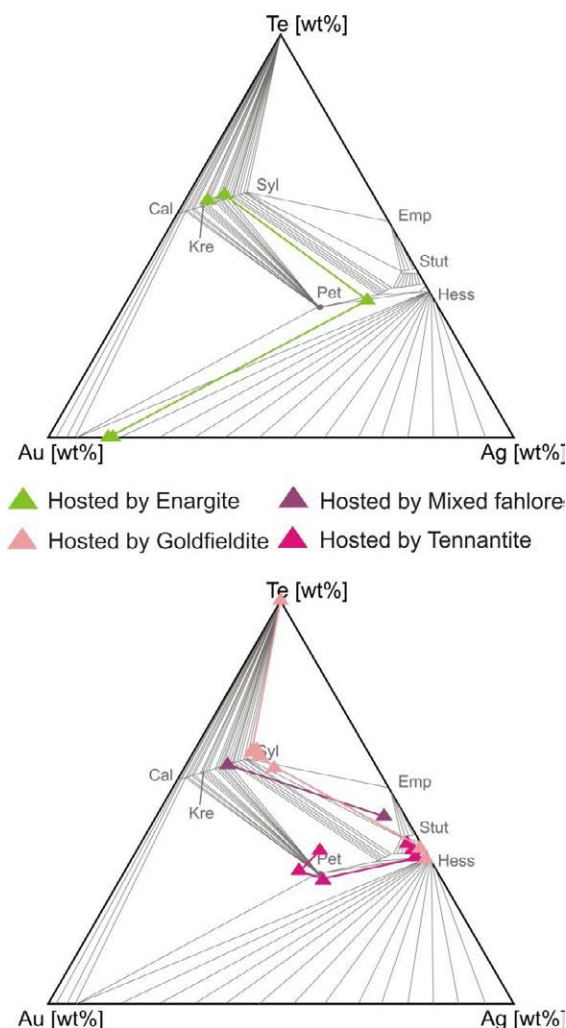 Te [wt%]
Syl
Cal
Emp
Kre
Stut
Pet
Hess
Au [wt%]
Ag [wt%]
Hosted by Enargite
Hosted by Mixed fahlore
Hosted by Goldfieldite
Hosted by Tennantite
Te [wt%]
Syl
Cal
Emp
Kre
Stut
Pet
Hess
Au [wt%]
Ag [wt%]